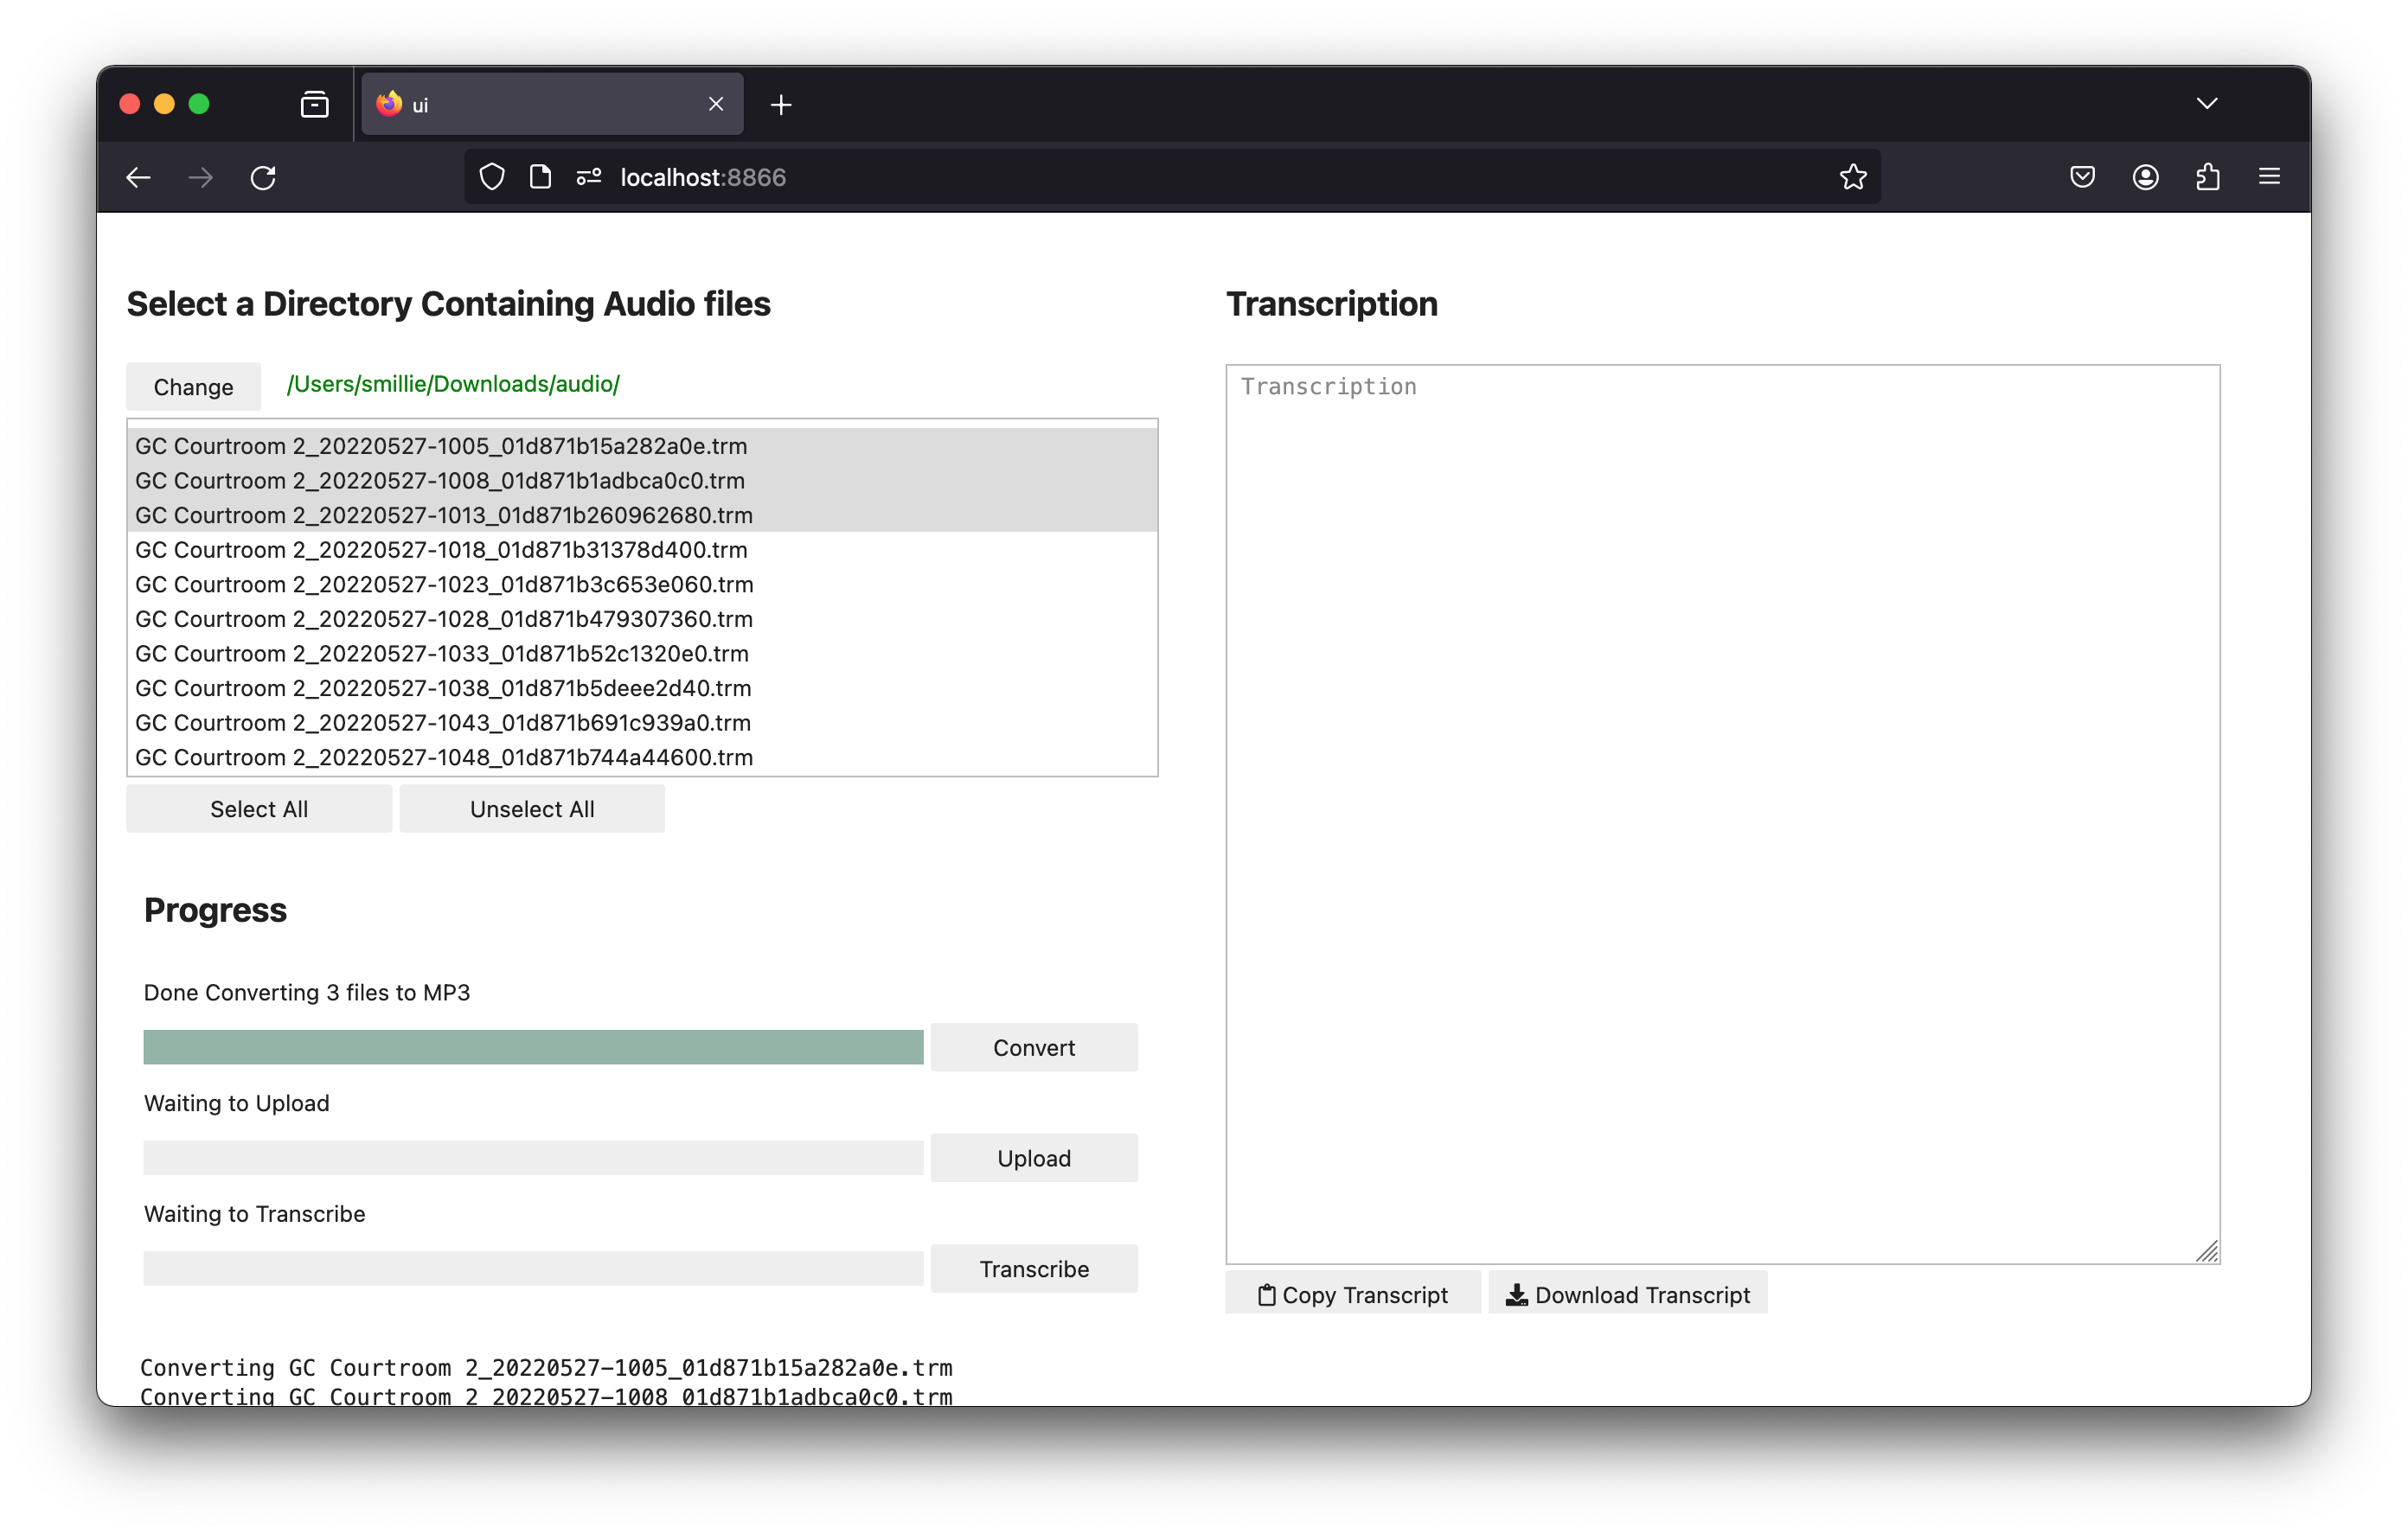 ui
localhost:8866
Select a Directory Containing Audio files
Change
/Users/smillie/Downloads/audio/
GC Courtroom 2_20220527-1005_01d871b15a282a0e.trm
GC Courtroom 2_20220527-1008_01d871b1adbca0c0.trm
GC Courtroom 2_20220527-1013_01d871b260962680.trm
GC Courtroom 2_20220527-1018_01d871b31378d400.trm
GC Courtroom 2_20220527-1023_01d871b3c653e060.trm
GC Courtroom 2_20220527-1028_01d871b479307360.trm
GC Courtroom 2_20220527-1033_01d871b52c1320e0.trm
GC Courtroom 2_20220527-1038_01d871b5deee2d40.trm
GC Courtroom 2_20220527-1043_01d871b691c939a0.trm
GC Courtroom 2_20220527-1048_01d871b744a44600.trm
Select All
Unselect All
Progress
Done Converting 3 files to MP3
Convert
Waiting to Upload
Upload
Waiting to Transcribe
Transcribe
Converting GC Courtroom 2_20220527-1005_01d871b15a282a0e.trm
Converting GC Courtroom 2_20220527-1008_01d871b1adbca0c0.trm
Transcription
Transcription
Copy Transcript
Download Transcript